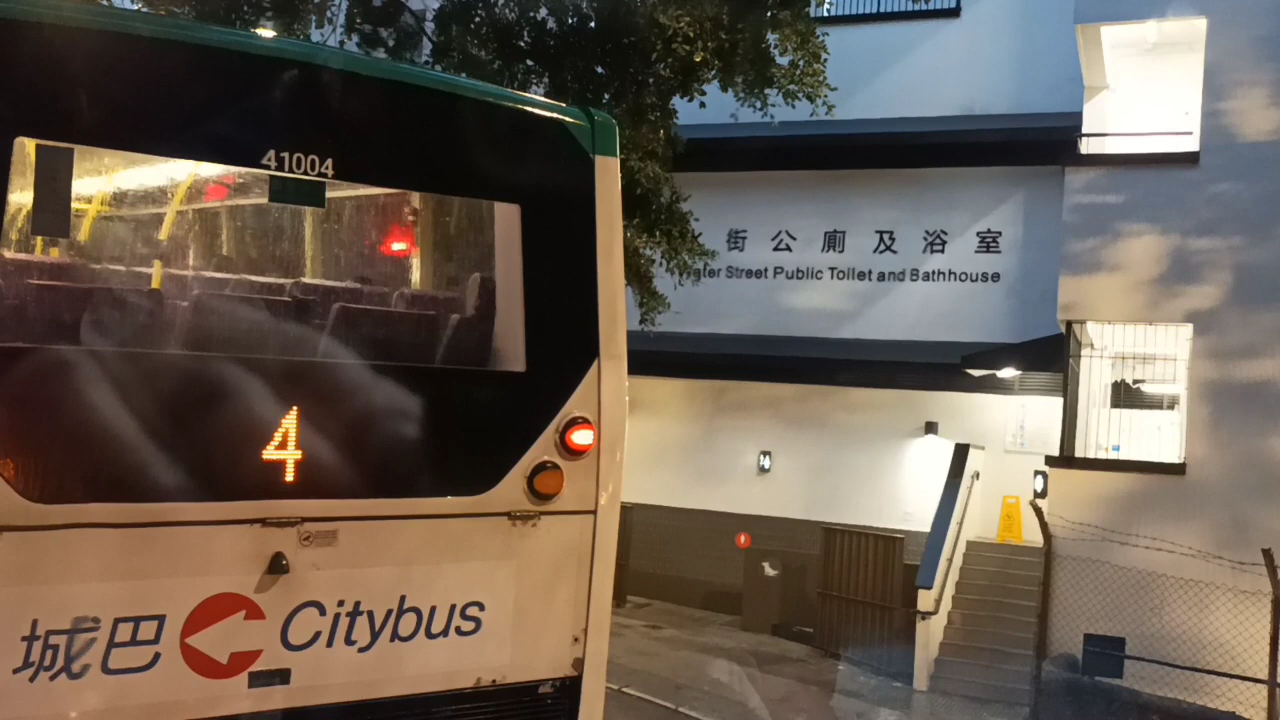 41004
街公廁及浴室
Street Public Toilet and Bathhouse
4
城巴 Citybus